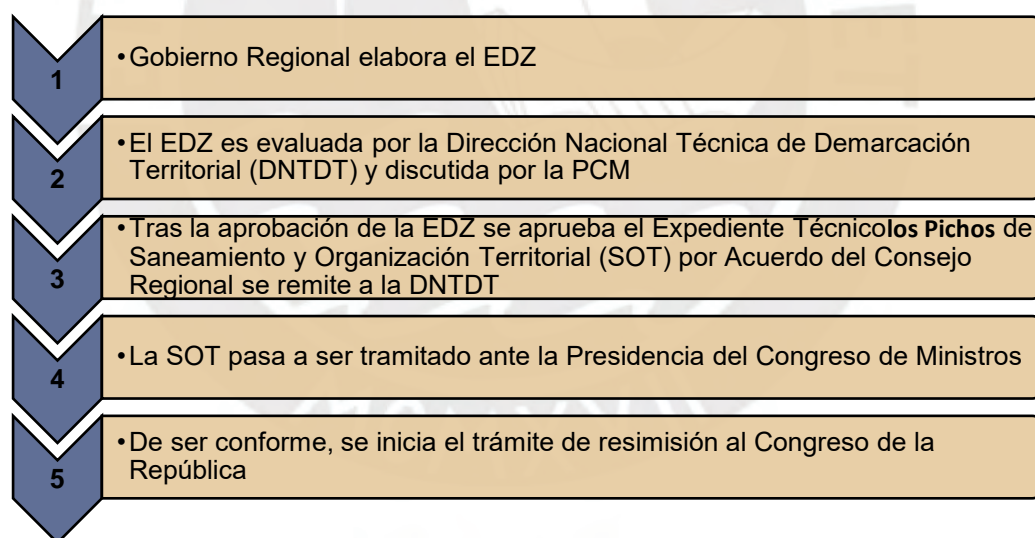 1
•Gobierno Regional elabora el EDZ
2
•El EDZ es evaluada por la Dirección Nacional Técnica de Demarcación
Territorial (DNTDT) y discutida por la PCM
3
•Tras la aprobación de la EDZ se aprueba el Expediente Técnicolos Pichos de
Saneamiento y Organización Territorial (SOT) por Acuerdo del Consejo
Regional se remite a la DNTDT
4
•La SOT pasa a ser tramitado ante la Presidencia del Congreso de Ministros
5
•De ser conforme, se inicia el trámite de resimisión al Congreso de la
República